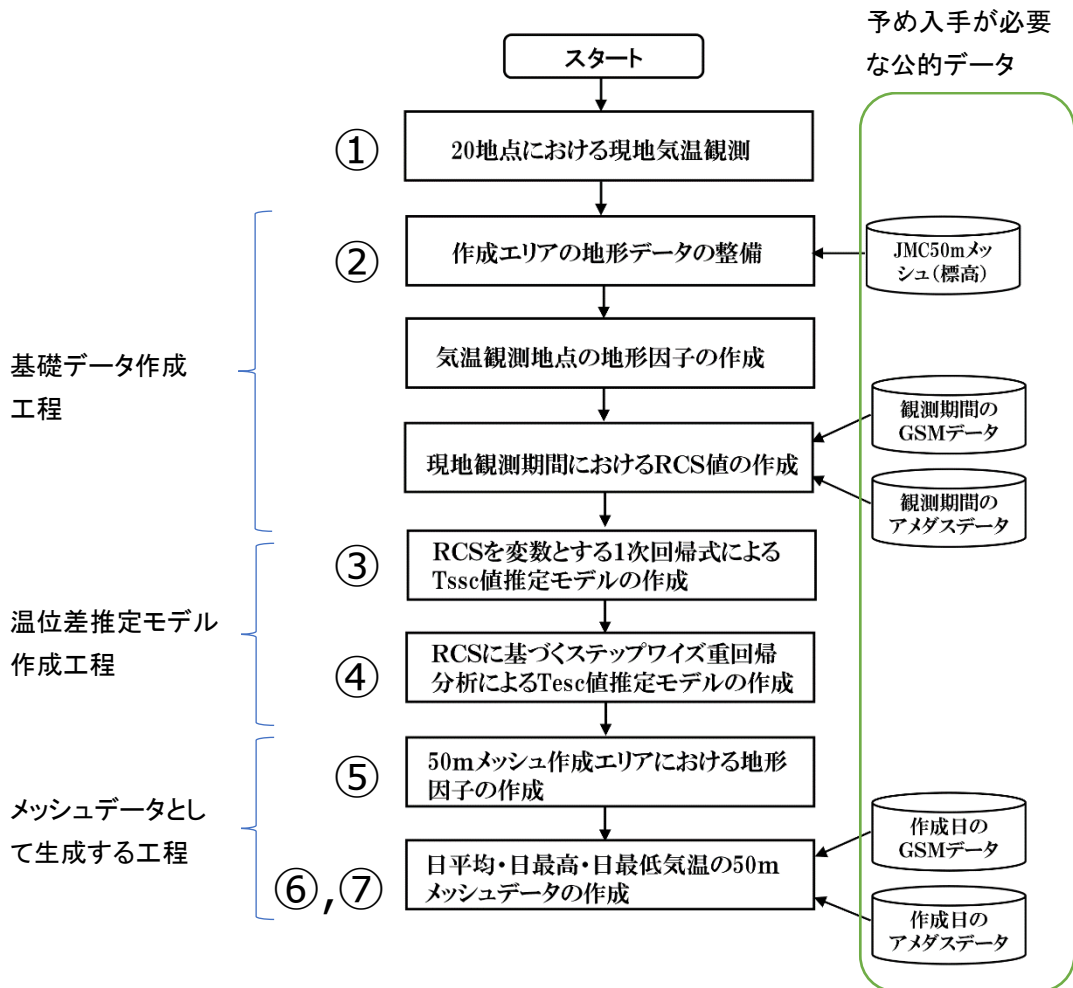 予め入手が必要
な公的データ
スタート
①
20地点における現地気温観測
②
作成エリアの地形データの整備
JMC50mメッ
シュ(標高)
気温観測地点の地形因子の作成
基礎データ作成
工程
観測期間の
GSMデータ
現地観測期間におけるRCS値の作成
観測期間の
アメダスデータ
③
RCSを変数とする1次回帰式による
Tssc値推定モデルの作成
温位差推定モデル
作成工程
④
RCSに基づくステップワイズ重回帰
分析によるTesc値推定モデルの作成
⑤
50mメッシュ作成エリアにおける地形
因子の作成
メッシュデータとし
て生成する工程
作成日の
GSMデータ
⑥,⑦
日平均・日最高・日最低気温の50m
メッシュデータの作成
作成日の
アメダスデータ